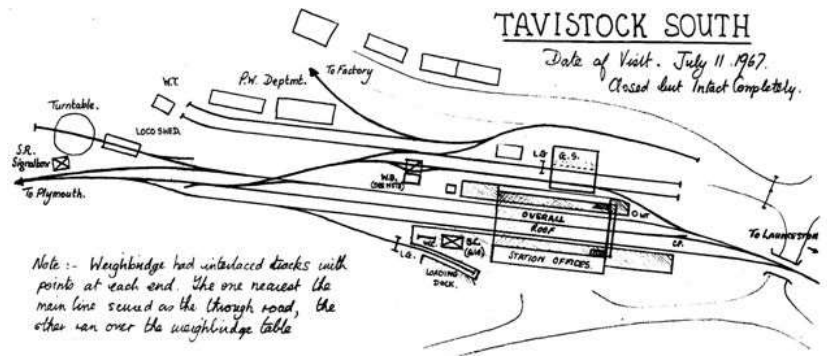 TAVISTOCK SOUTH
Date of Visit. July 11. 1967.
Closed but Intact Completely.
To Factory
P.W. Deptmt.
W.T.
Turntable.
LOCO SHED.
S.R.
Signalbox
To Plymouth.
L.G.
G.S.
W.B.
(SEE NOTE)
OVERALL
ROOF
STATION OFFICES.
WT
C.P.
To LAUNCESTON
W.C.
L.G.
LOADING
DOCK.
Note :- Weighbridge had interlaced tracks with
points at each end. The one nearest the
main line served as the through road, the
other ran over the weighbridge table